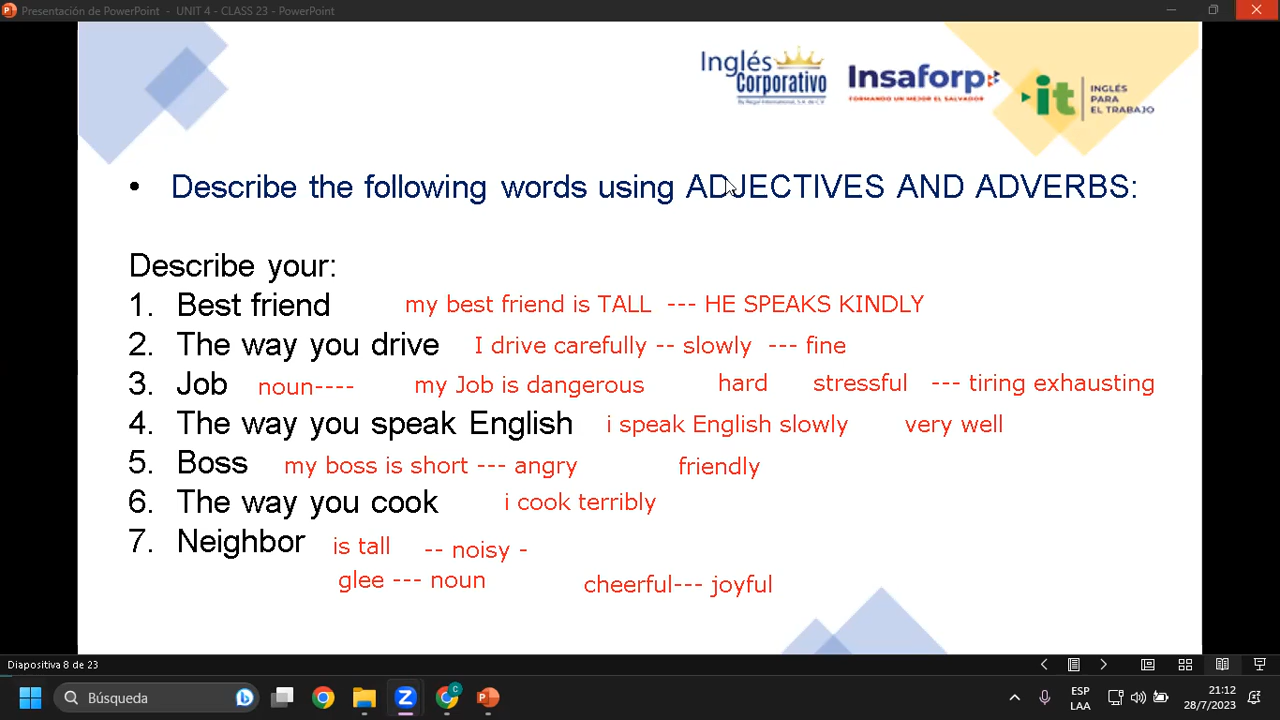 Presentación de PowerPoint - UNIT 4 - CLASS 23 - PowerPoint
Inglés Corporativo
By Regal International, S.A. de C.V.
Insaforp
FORMANDO UN MEJOR EL SALVADOR
it INGLÉS PARA EL TRABAJO
• Describe the following words using ADJECTIVES AND ADVERBS:
Describe your:
1. Best friend my best friend is TALL --- HE SPEAKS KINDLY
2. The way you drive I drive carefully -- slowly --- fine
3. Job noun---- my Job is dangerous hard stressful --- tiring exhausting
4. The way you speak English i speak English slowly very well
5. Boss my boss is short --- angry friendly
6. The way you cook i cook terribly
7. Neighbor is tall -- noisy -
glee --- noun cheerful--- joyful
Diapositiva 8 de 23
Búsqueda
ESP
LAA
21:12
28/7/2023